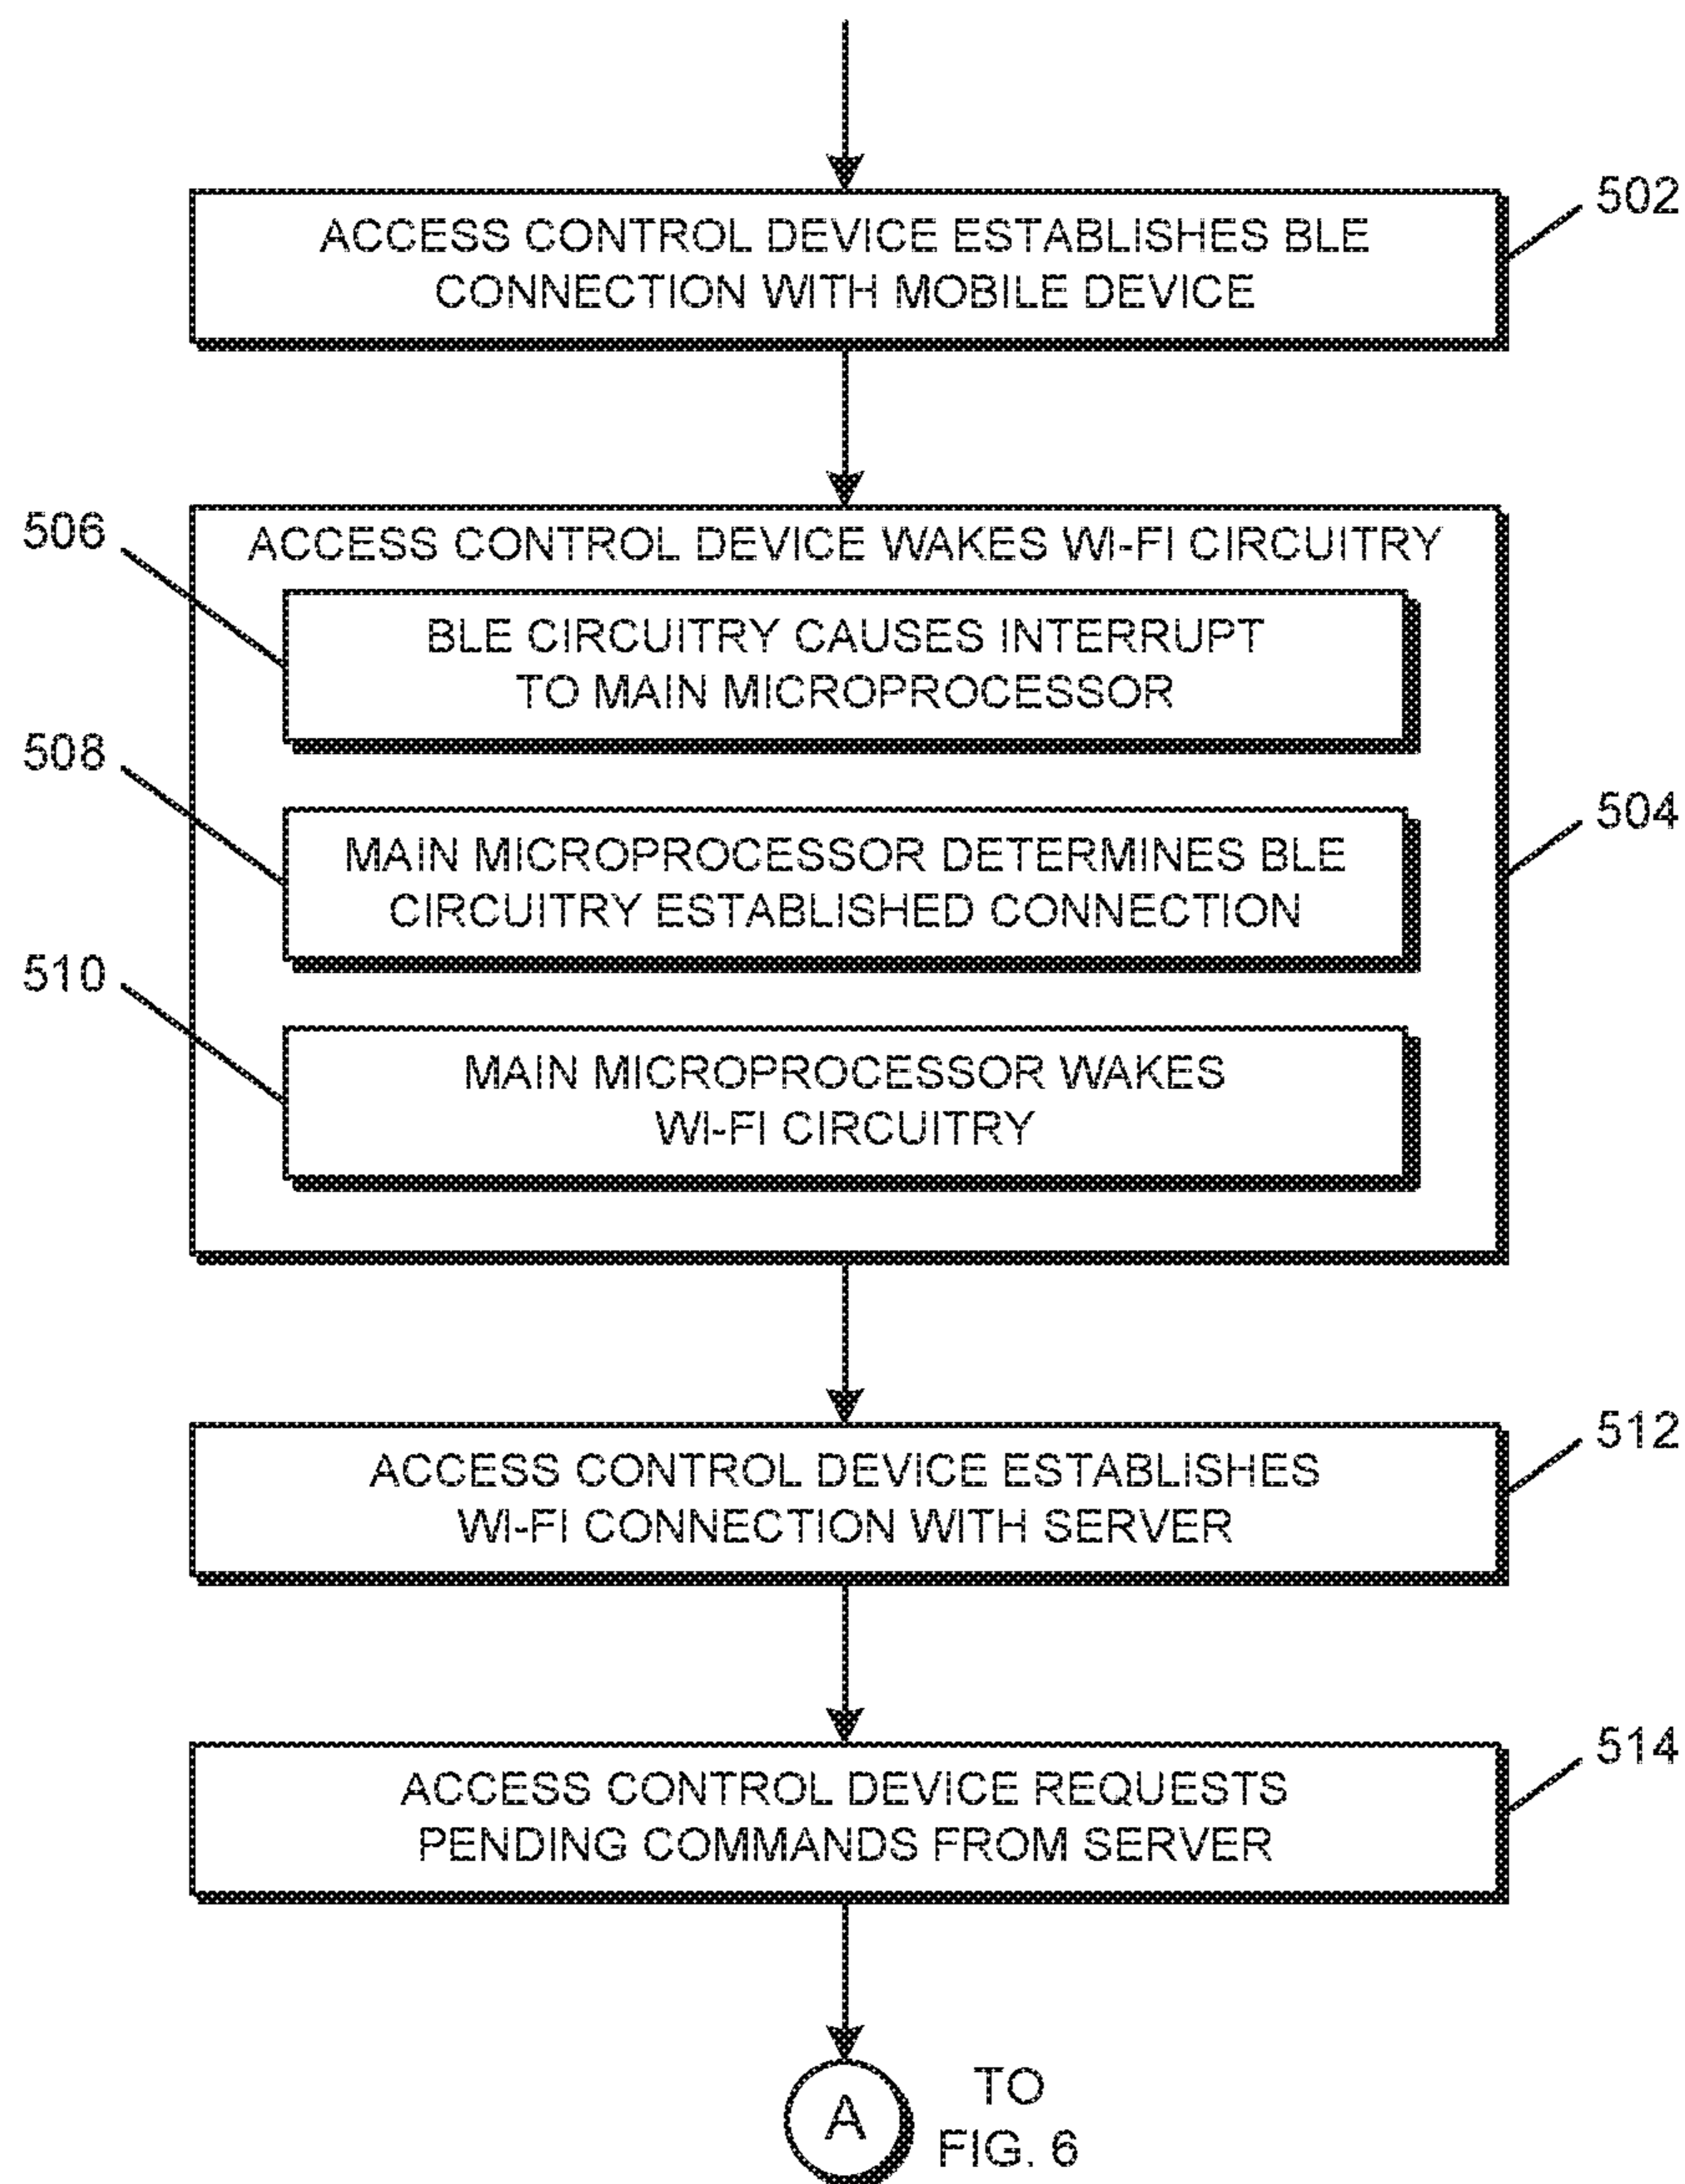 502
ACCESS CONTROL DEVICE ESTABLISHES BLE
CONNECTION WITH MOBILE DEVICE
504
ACCESS CONTROL DEVICE WAKES WI-FI CIRCUITRY
506
BLE CIRCUITRY CAUSES INTERRUPT
TO MAIN MICROPROCESSOR
508
MAIN MICROPROCESSOR DETERMINES BLE
CIRCUITRY ESTABLISHED CONNECTION
510
MAIN MICROPROCESSOR WAKES
WI-FI CIRCUITRY
512
ACCESS CONTROL DEVICE ESTABLISHES
WI-FI CONNECTION WITH SERVER
514
ACCESS CONTROL DEVICE REQUESTS
PENDING COMMANDS FROM SERVER
A
TO
FIG. 6